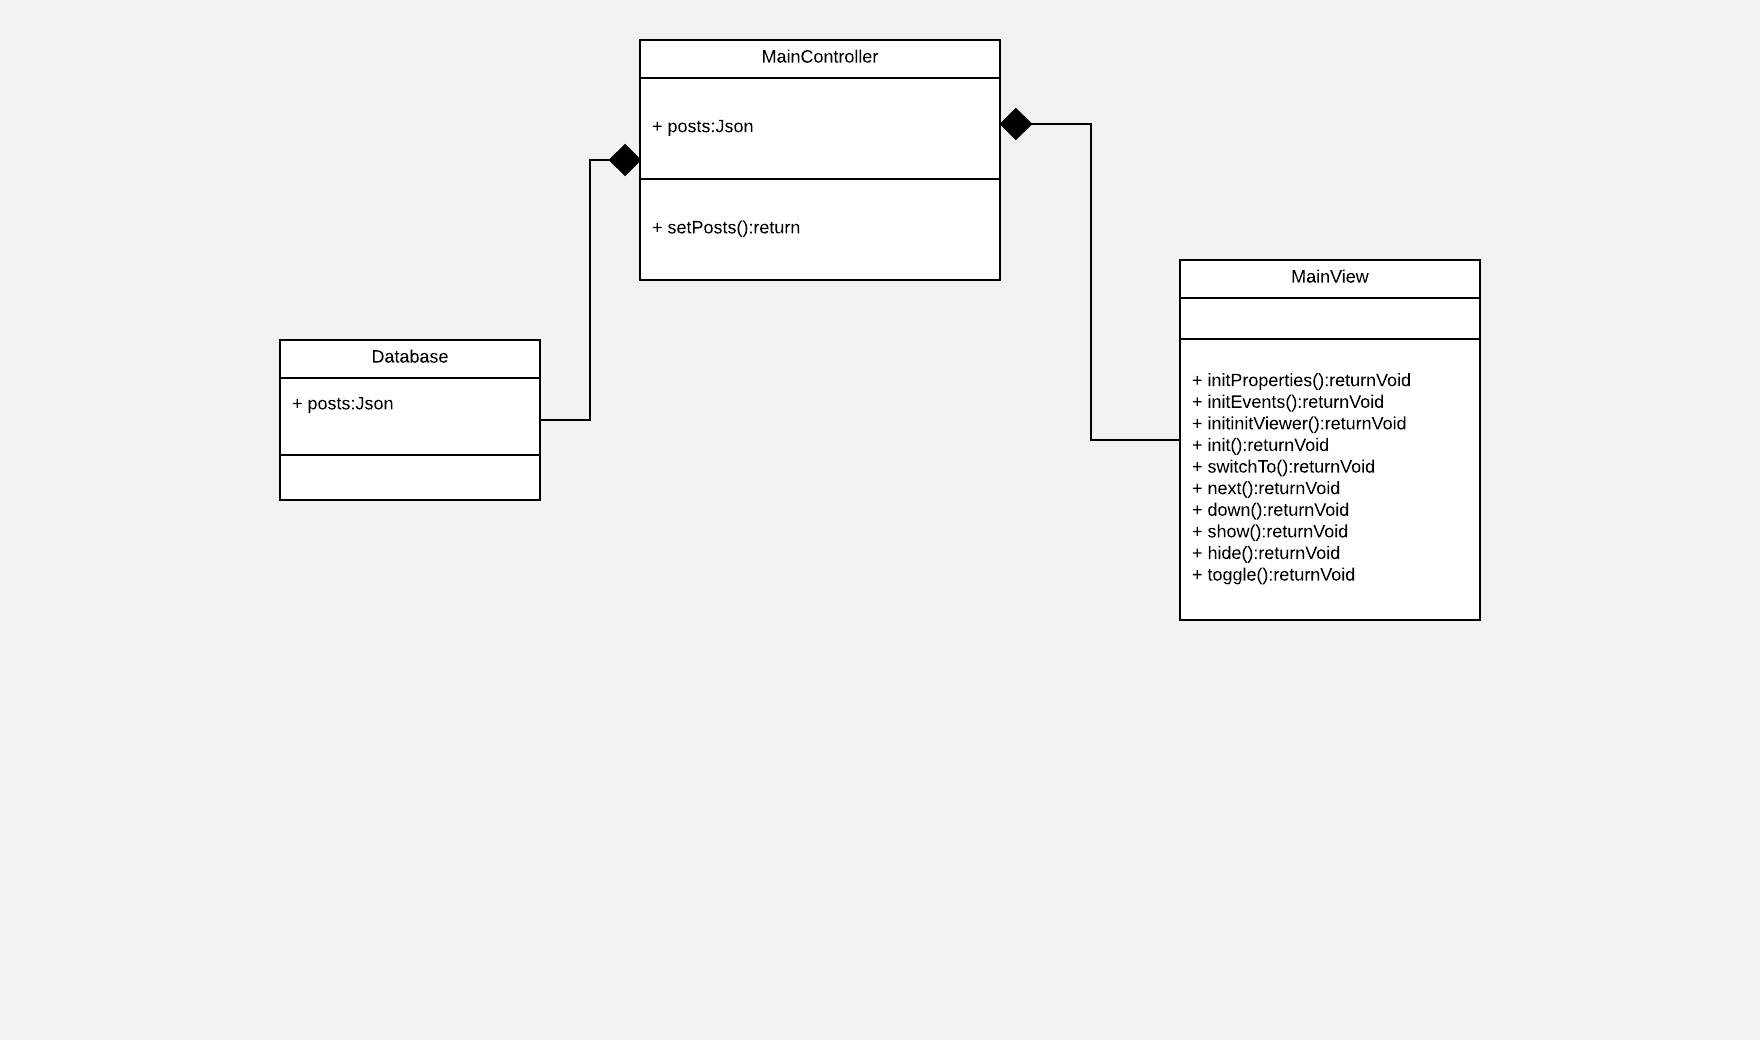 MainController
+ posts:Json
+ setPosts():return
Database
+ posts:Json
MainView
+ initProperties():returnVoid
+ initEvents():returnVoid
+ initinitViewer():returnVoid
+ init():returnVoid
+ switchTo():returnVoid
+ next():returnVoid
+ down():returnVoid
+ show():returnVoid
+ hide():returnVoid
+ toggle():returnVoid